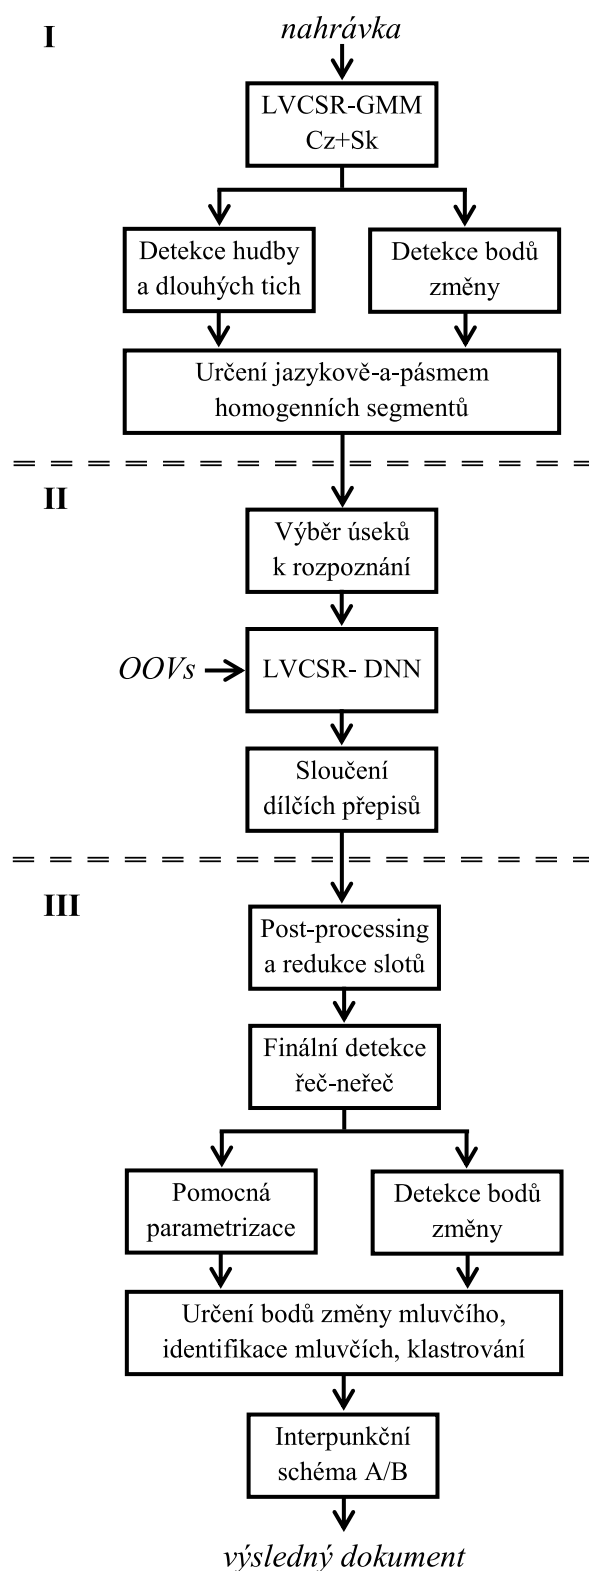 I
nahrávka
LVCSR-GMM
Cz+Sk
Detekce hudby
a dlouhých tich
Detekce bodů
změny
Určení jazykově-a-pásmem
homogenních segmentů
II
Výběr úseků
k rozpoznání
OOVs
LVCSR- DNN
Sloučení
dílčích přepisů
III
Post-processing
a redukce slotů
Finální detekce
řeč-neřeč
Pomocná
parametrizace
Detekce bodů
změny
Určení bodů změny mluvčího,
identifikace mluvčích, klastrování
Interpunkční
schéma A/B
výsledný dokument